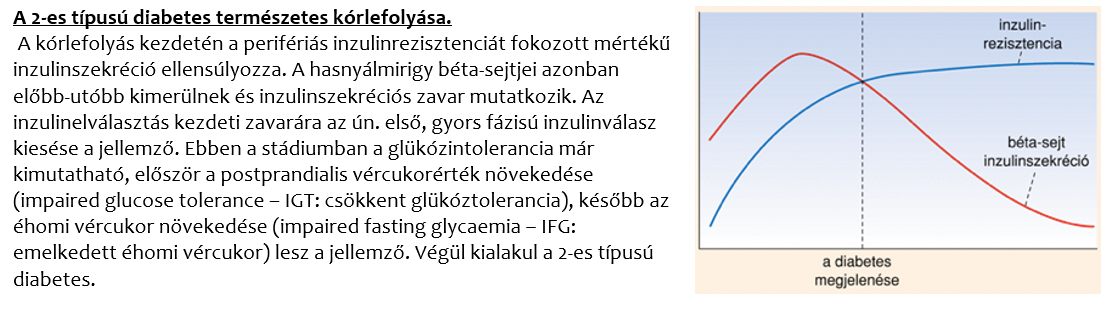 A 2-es típusú diabetes természetes kórlefolyása.
A kórlefolyás kezdetén a perifériás inzulinrezisztenciát fokozott mértékű
inzulinszekréció ellensúlyozza. A hasnyálmirigy béta-sejtjei azonban
előbb-utóbb kimerülnek és inzulinszekréciós zavar mutatkozik. Az
inzulinelválasztás kezdeti zavarára az ún. első, gyors fázisú inzulinválasz
kiesése a jellemző. Ebben a stádiumban a glükózintolerancia már
kimutatható, először a postprandialis vércukorérték növekedése
(impaired glucose tolerance – IGT: csökkent glükóztolerancia), később az
éhomi vércukor növekedése (impaired fasting glycaemia – IFG:
emelkedett éhomi vércukor) lesz a jellemző. Végül kialakul a 2-es típusú
diabetes.
inzulin-
rezisztencia
béta-sejt
inzulinszekréció
a diabetes
megjelenése